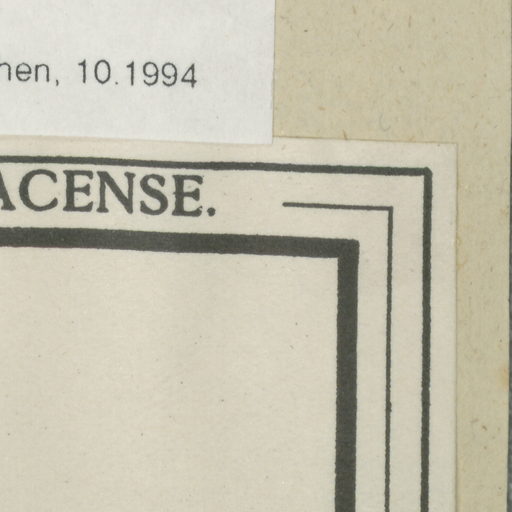 hen, 10.1994
ACENSE.